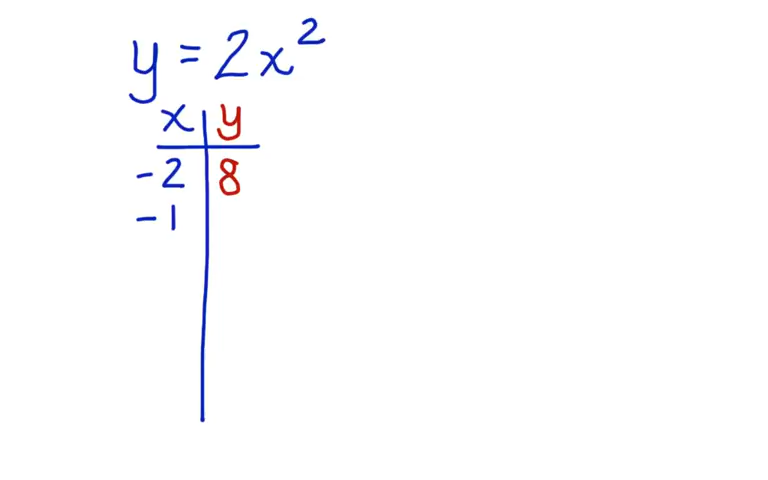 y = 2x²
x y
-2 8
-1